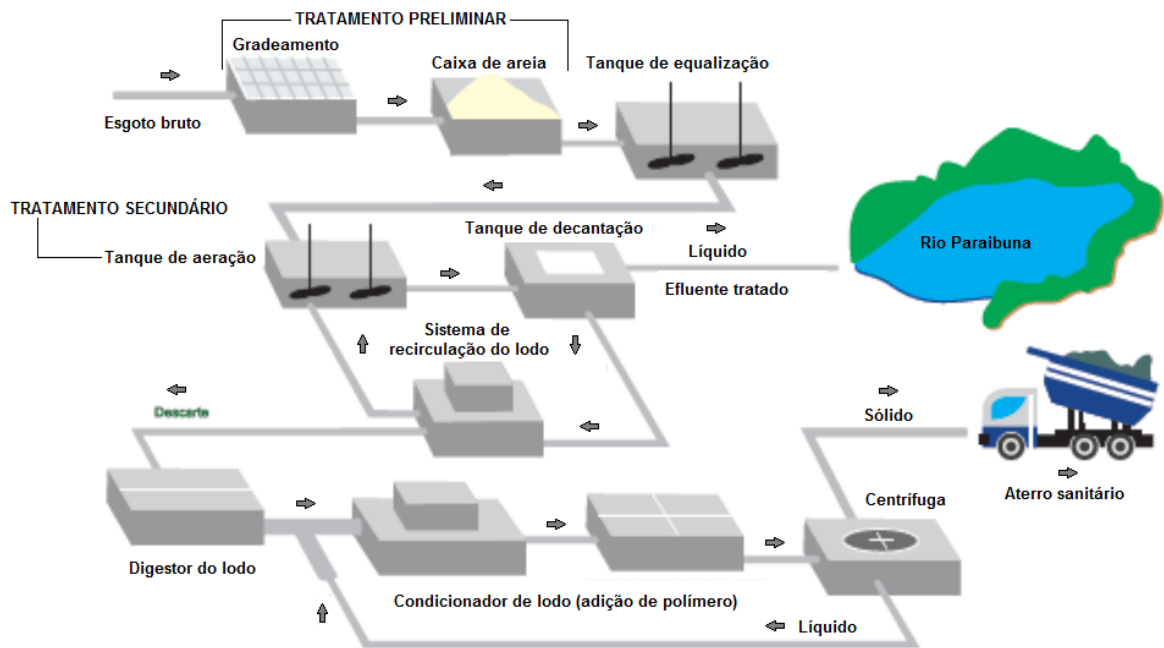 TRATAMENTO PRELIMINAR
Gradeamento
Caixa de areia
Tanque de equalização
Esgoto bruto
TRATAMENTO SECUNDÁRIO
Tanque de aeração
Tanque de decantação
Líquido
Efluente tratado
Rio Paraibuna
Sistema de
recirculação do lodo
Descarte
Sólido
Aterro sanitário
Centrífuga
Digestor do lodo
Condicionador de lodo (adição de polímero)
Líquido